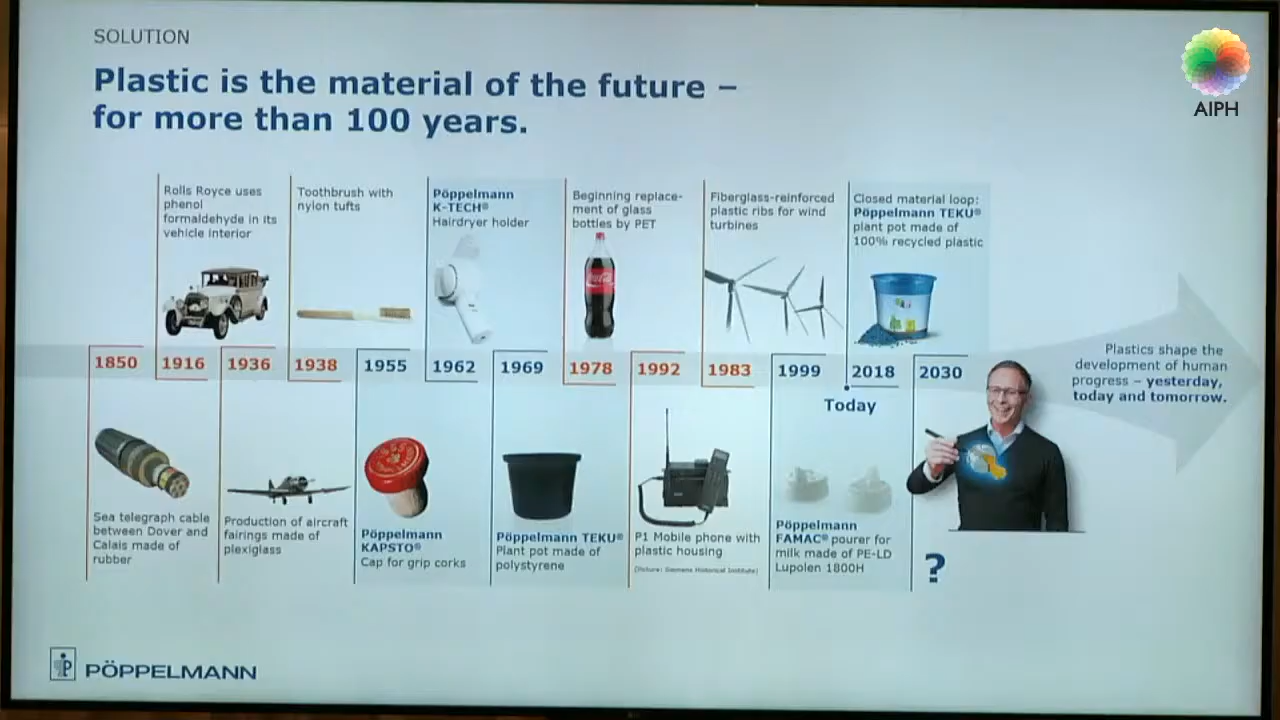 SOLUTION
Plastic is the material of the future –
for more than 100 years.
AIPH
Rolls Royce uses
phenol
formaldehyde in its
vehicle interior
Toothbrush with
nylon tufts
Pöppelmann
K-TECH®
Hairdryer holder
Beginning replace-
ment of glass
bottles by PET
Fiberglass-reinforced
plastic ribs for wind
turbines
Closed material loop:
Pöppelmann TEKU®
plant pot made of
100% recycled plastic
1850
1916
1936
1938
1955
1962
1969
1978
1992
1983
1999
2018
2030
Today
Plastics shape the
development of human
progress – yesterday,
today and tomorrow.
Sea telegraph cable
between Dover and
Calais made of
rubber
Production of aircraft
fairings made of
plexiglass
Pöppelmann
KAPSTO®
Cap for grip corks
Pöppelmann TEKU®
Plant pot made of
polystyrene
P1 Mobile phone with
plastic housing
(Picture: Siemens Historical Institute)
Pöppelmann
FAMAC® pourer for
milk made of PE-LD
Lupolen 1800H
?
PÖPPELMANN